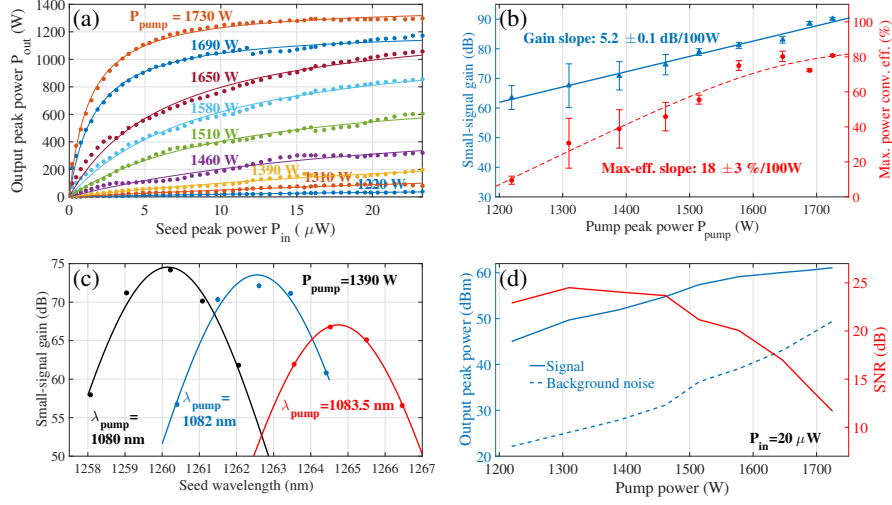 (a)
P_pump = 1730 W
1690 W
1650 W
1580 W
1510 W
1460 W
1390 W
1310 W
1220 W
Output peak power P_out (W)
1400
1200
1000
800
600
400
200
0
0
5
10
15
20
Seed peak power P_in ( μW)
(b)
Gain slope: 5.2 ±0.1 dB/100W
Max-eff. slope: 18 ±3 %/100W
Small-signal gain (dB)
90
80
70
60
50
40
30
1200
1300
1400
1500
1600
1700
Pump peak power P_pump (W)
100
80
60
40
20
0
Max. power conv. eff. (%)
(c)
P_pump=1390 W
λ_pump=
1080 nm
λ_pump=
1082 nm
λ_pump=1083.5 nm
Small-signal gain (dB)
75
70
65
60
55
50
1258
1259
1260
1261
1262
1263
1264
1265
1266
1267
Seed wavelength (nm)
(d)
Signal
Background noise
P_in=20 μW
Output peak power (dBm)
60
50
40
30
20
1200
1300
1400
1500
1600
1700
Pump power (W)
25
20
15
10
SNR (dB)